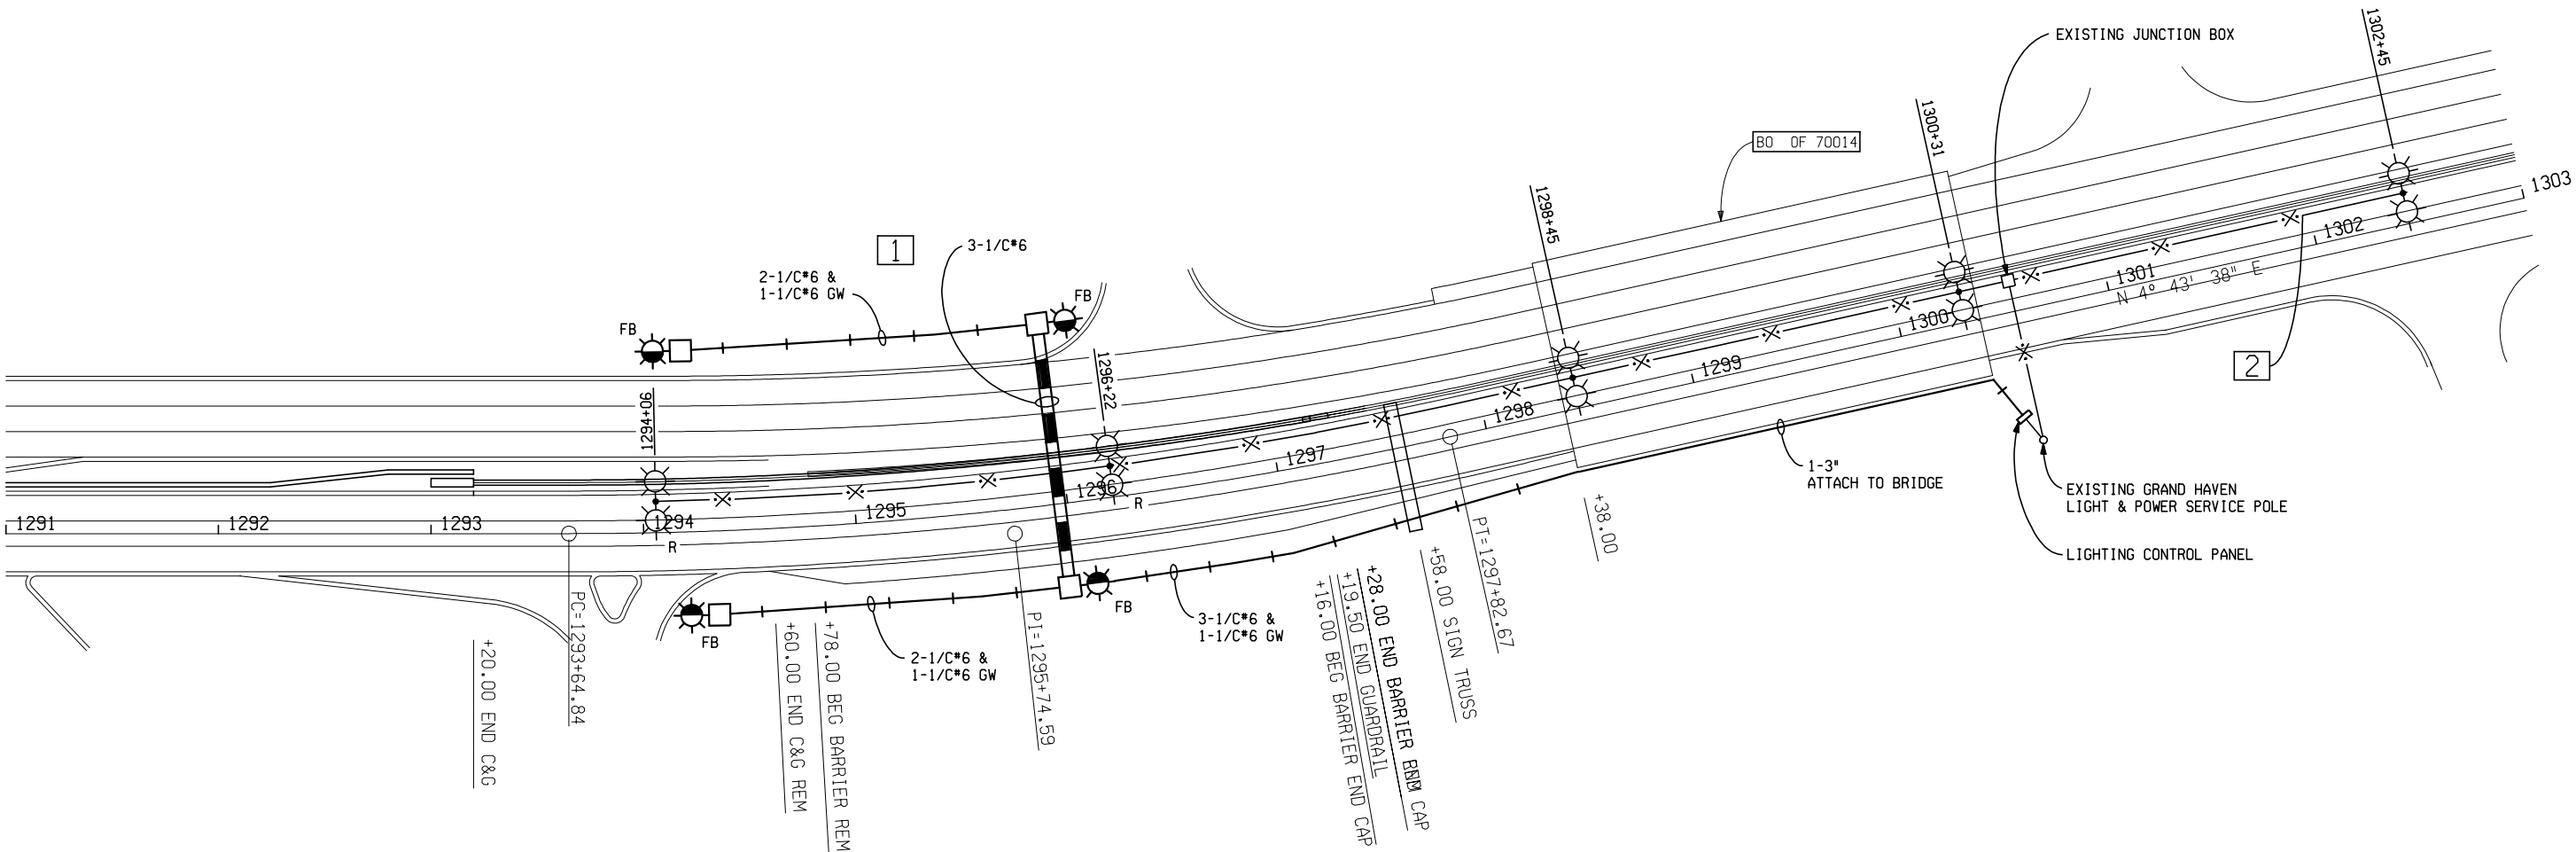 EXISTING JUNCTION BOX
1302+45
1300+31
BO OF 70014
1303
1298+45
1302
1301
N 4° 43' 38" E
1300
1299
1298
1297
1
3-1/C#6
2-1/C#6 &
1-1/C#6 GW
FB
FB
1296+22
1294+06
2
1296
R
1295
1294
R
1293
1292
1291
1-3"
ATTACH TO BRIDGE
EXISTING GRAND HAVEN
LIGHT & POWER SERVICE POLE
LIGHTING CONTROL PANEL
FB
FB
3-1/C#6 &
1-1/C#6 GW
2-1/C#6 &
1-1/C#6 GW
+20.00 END C&G
PC=1293+64.84
+60.00 END C&G REM
+78.00 BEG BARRIER REM
PI=1295+74.59
+16.00 BEG BARRIER END CAP
+19.50 END GUARDRAIL
+28.00 END BARRIER CAP
+58.00 SIGN TRUSS
PT=1297+82.67
+38.00